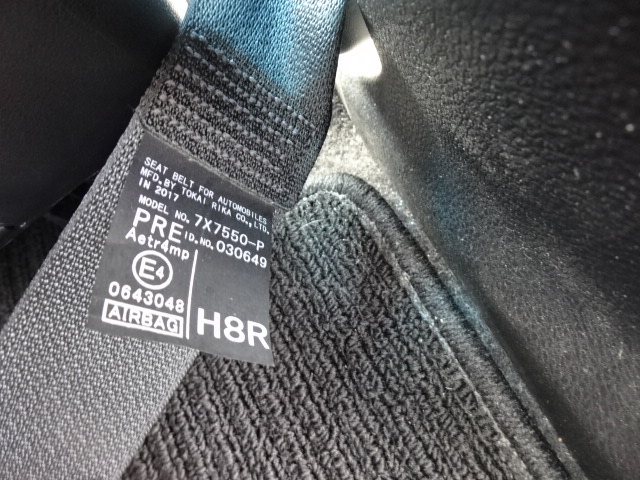 SEAT BELT FOR AUTOMOBILES
MFD. BY TOKAI RIKA CO., LTD.
IN 2017
MODEL NO. 7X7550-P
PRE ID. NO. 030649
Aetr4mp
E4
0643048
AIRBAG
H8R